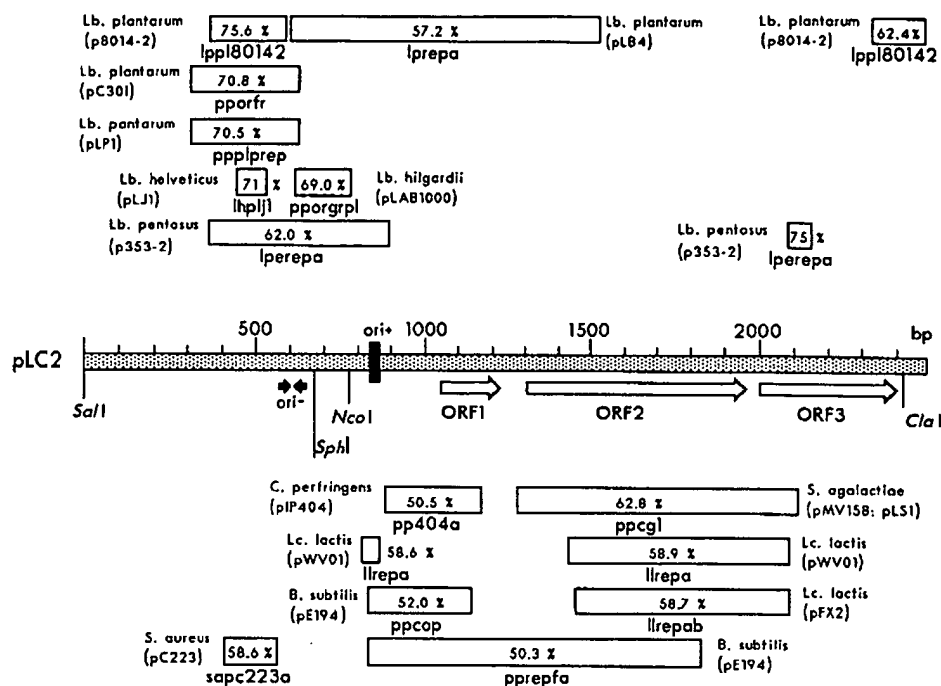 Lb. plantarum
(p8014-2)
75.6 %
lppl80142
57.2 %
lprepa
Lb. plantarum
(pLB4)
Lb. plantarum
(p8014-2)
62.4%
lppl80142
Lb. plantarum
(pC30I)
70.8 %
pporfr
Lb. pantarum
(pLP1)
70.5 %
ppplprep
Lb. helveticus
(pLJ1)
71 %
lhplj1
69.0 %
pporgrpl
Lb. hilgardii
(pLAB1000)
Lb. pentosus
(p353-2)
62.0 %
lperepa
Lb. pentosus
(p353-2)
75 %
lperepa
500 ori+ 1000 1500 2000 bp
pLC2
SalI
ori-
SphI
NcoI
ORF1
ORF2
ORF3
ClaI
C. perfringens
(pIP404)
50.5 %
pp404a
62.8 %
ppcg1
S. agalactiae
(pMV158; pLS1)
Lc. lactis
(pWV01)
58.6 %
llrepa
58.9 %
llrepa
Lc. lactis
(pWV01)
B. subtilis
(pE194)
52.0 %
ppcop
58.7 %
llrepab
Lc. lactis
(pFX2)
S. aureus
(pC223)
58.6 %
sapc223a
50.3 %
pprepfa
B. subtilis
(pE194)